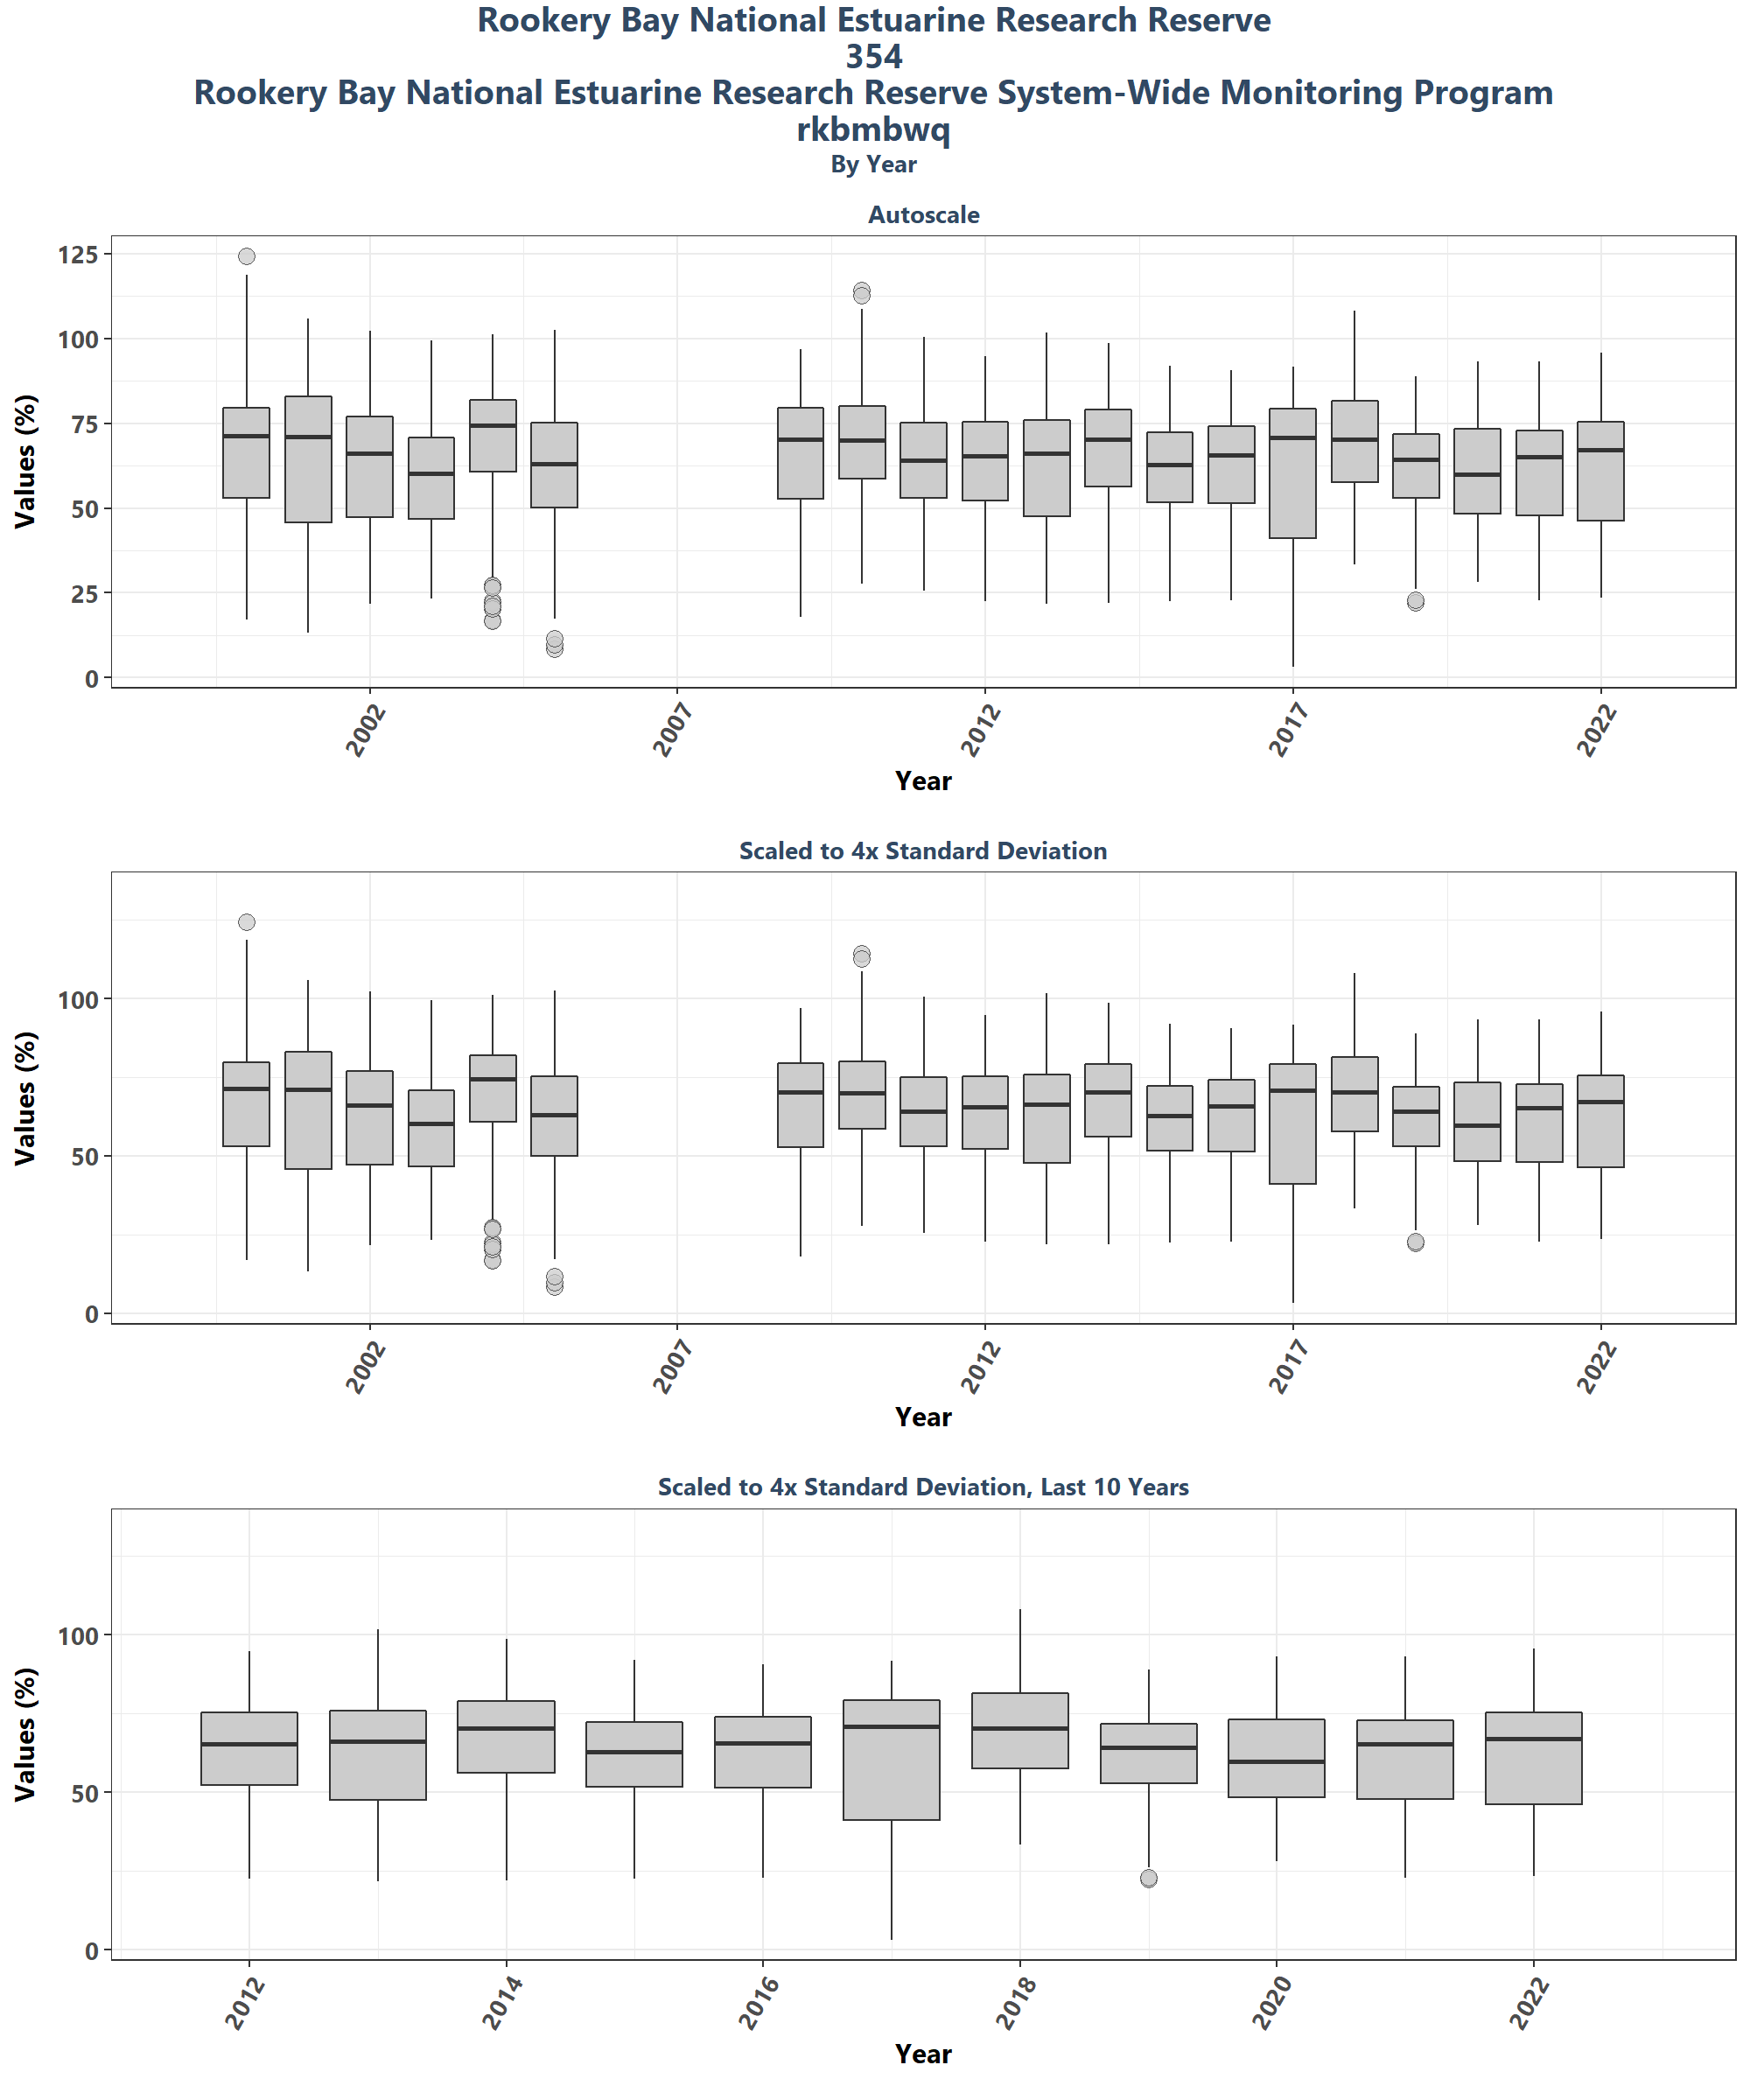 Rookery Bay National Estuarine Research Reserve
354
Rookery Bay National Estuarine Research Reserve System-Wide Monitoring Program
rkbmbwq
By Year
Autoscale
Values (%)
125
100
75
50
25
0
2002 2007 2012 2017 2022
Year
Scaled to 4x Standard Deviation
Values (%)
100
50
0
2002 2007 2012 2017 2022
Year
Scaled to 4x Standard Deviation, Last 10 Years
Values (%)
100
50
0
2012 2014 2016 2018 2020 2022
Year